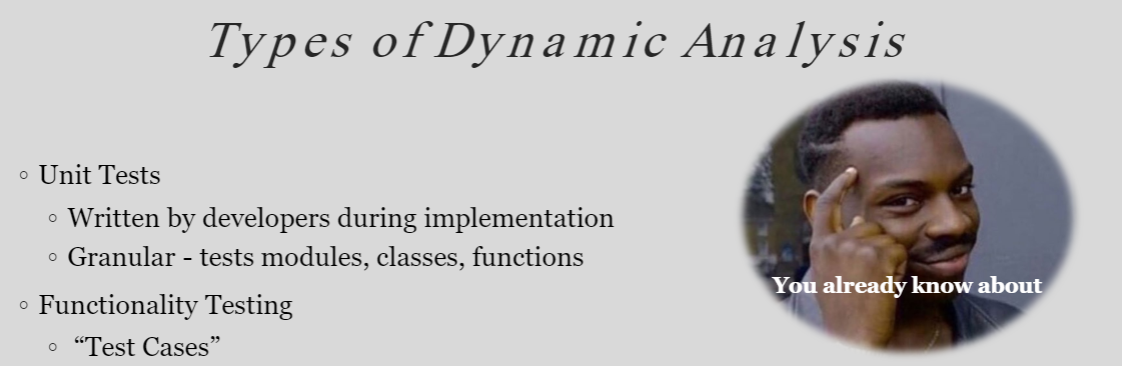 Types of Dynamic Analysis
Unit Tests
Written by developers during implementation
Granular - tests modules, classes, functions
Functionality Testing
“Test Cases”
You already know about